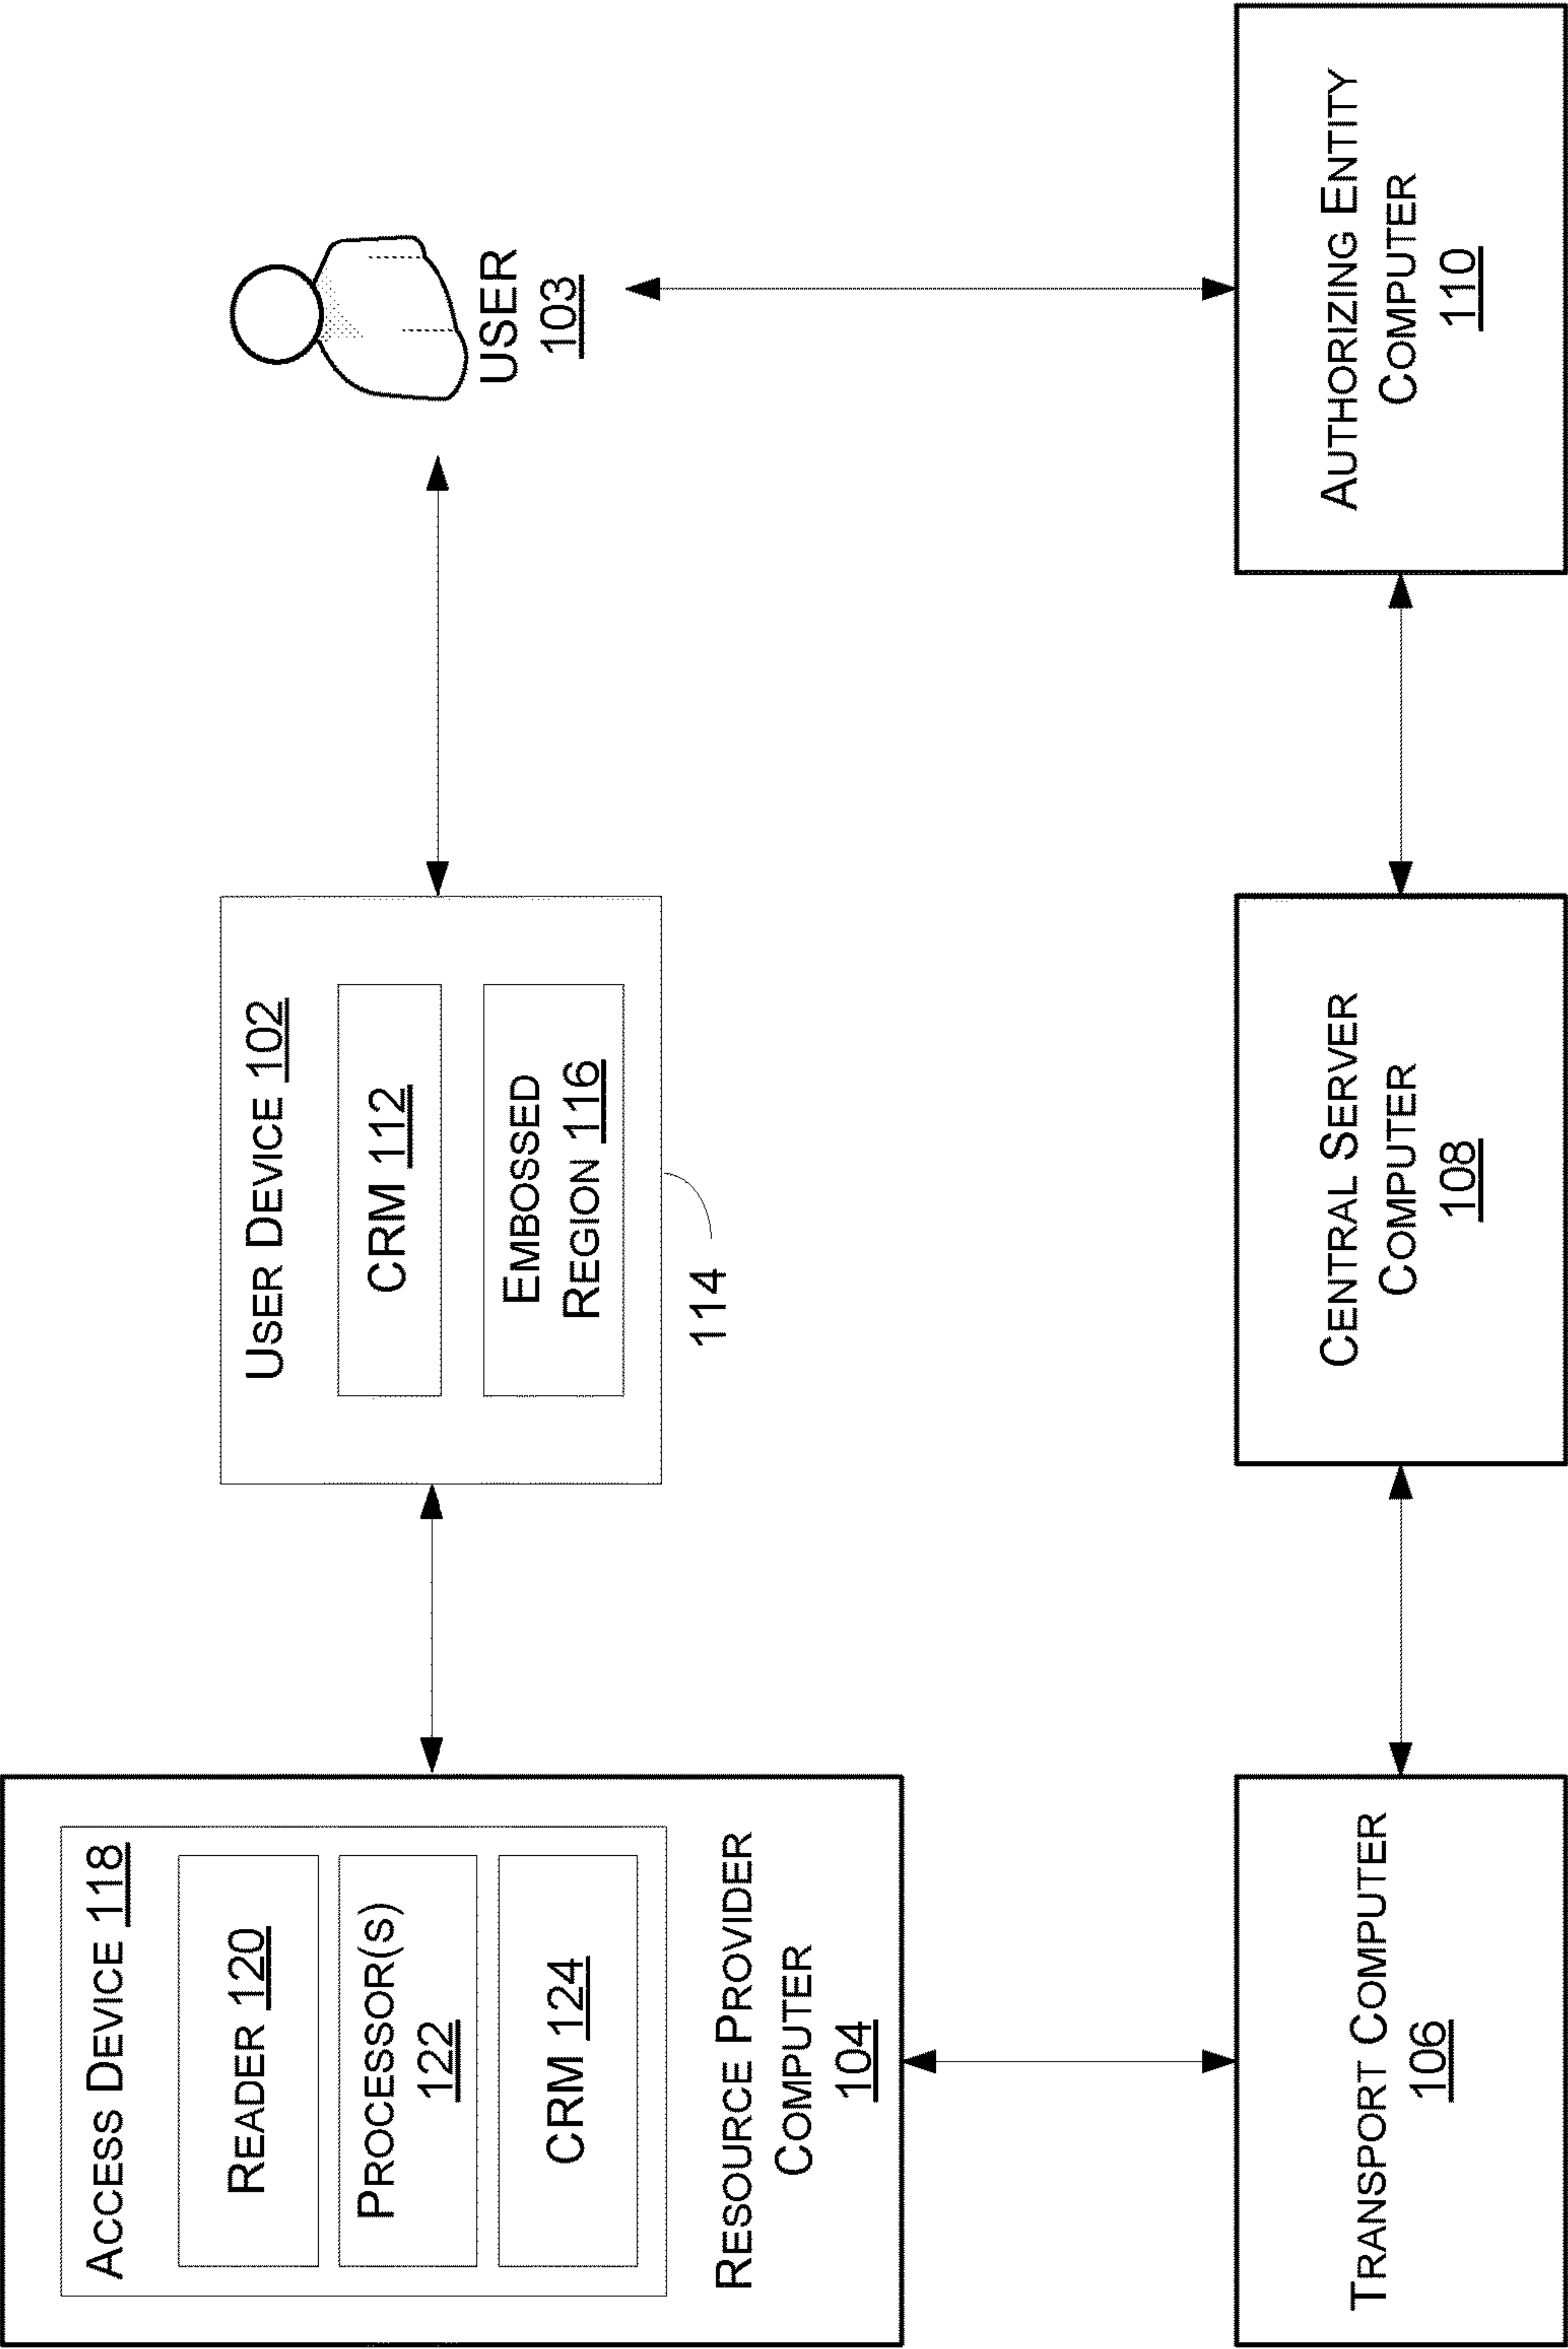 ACCESS DEVICE 118
READER 120
PROCESSOR(S)
122
CRM 124
RESOURCE PROVIDER
COMPUTER
104
USER DEVICE 102
CRM 112
EMBOSSED
REGION 116
114
USER
103
TRANSPORT COMPUTER
106
CENTRAL SERVER
COMPUTER
108
AUTHORIZING ENTITY
COMPUTER
110